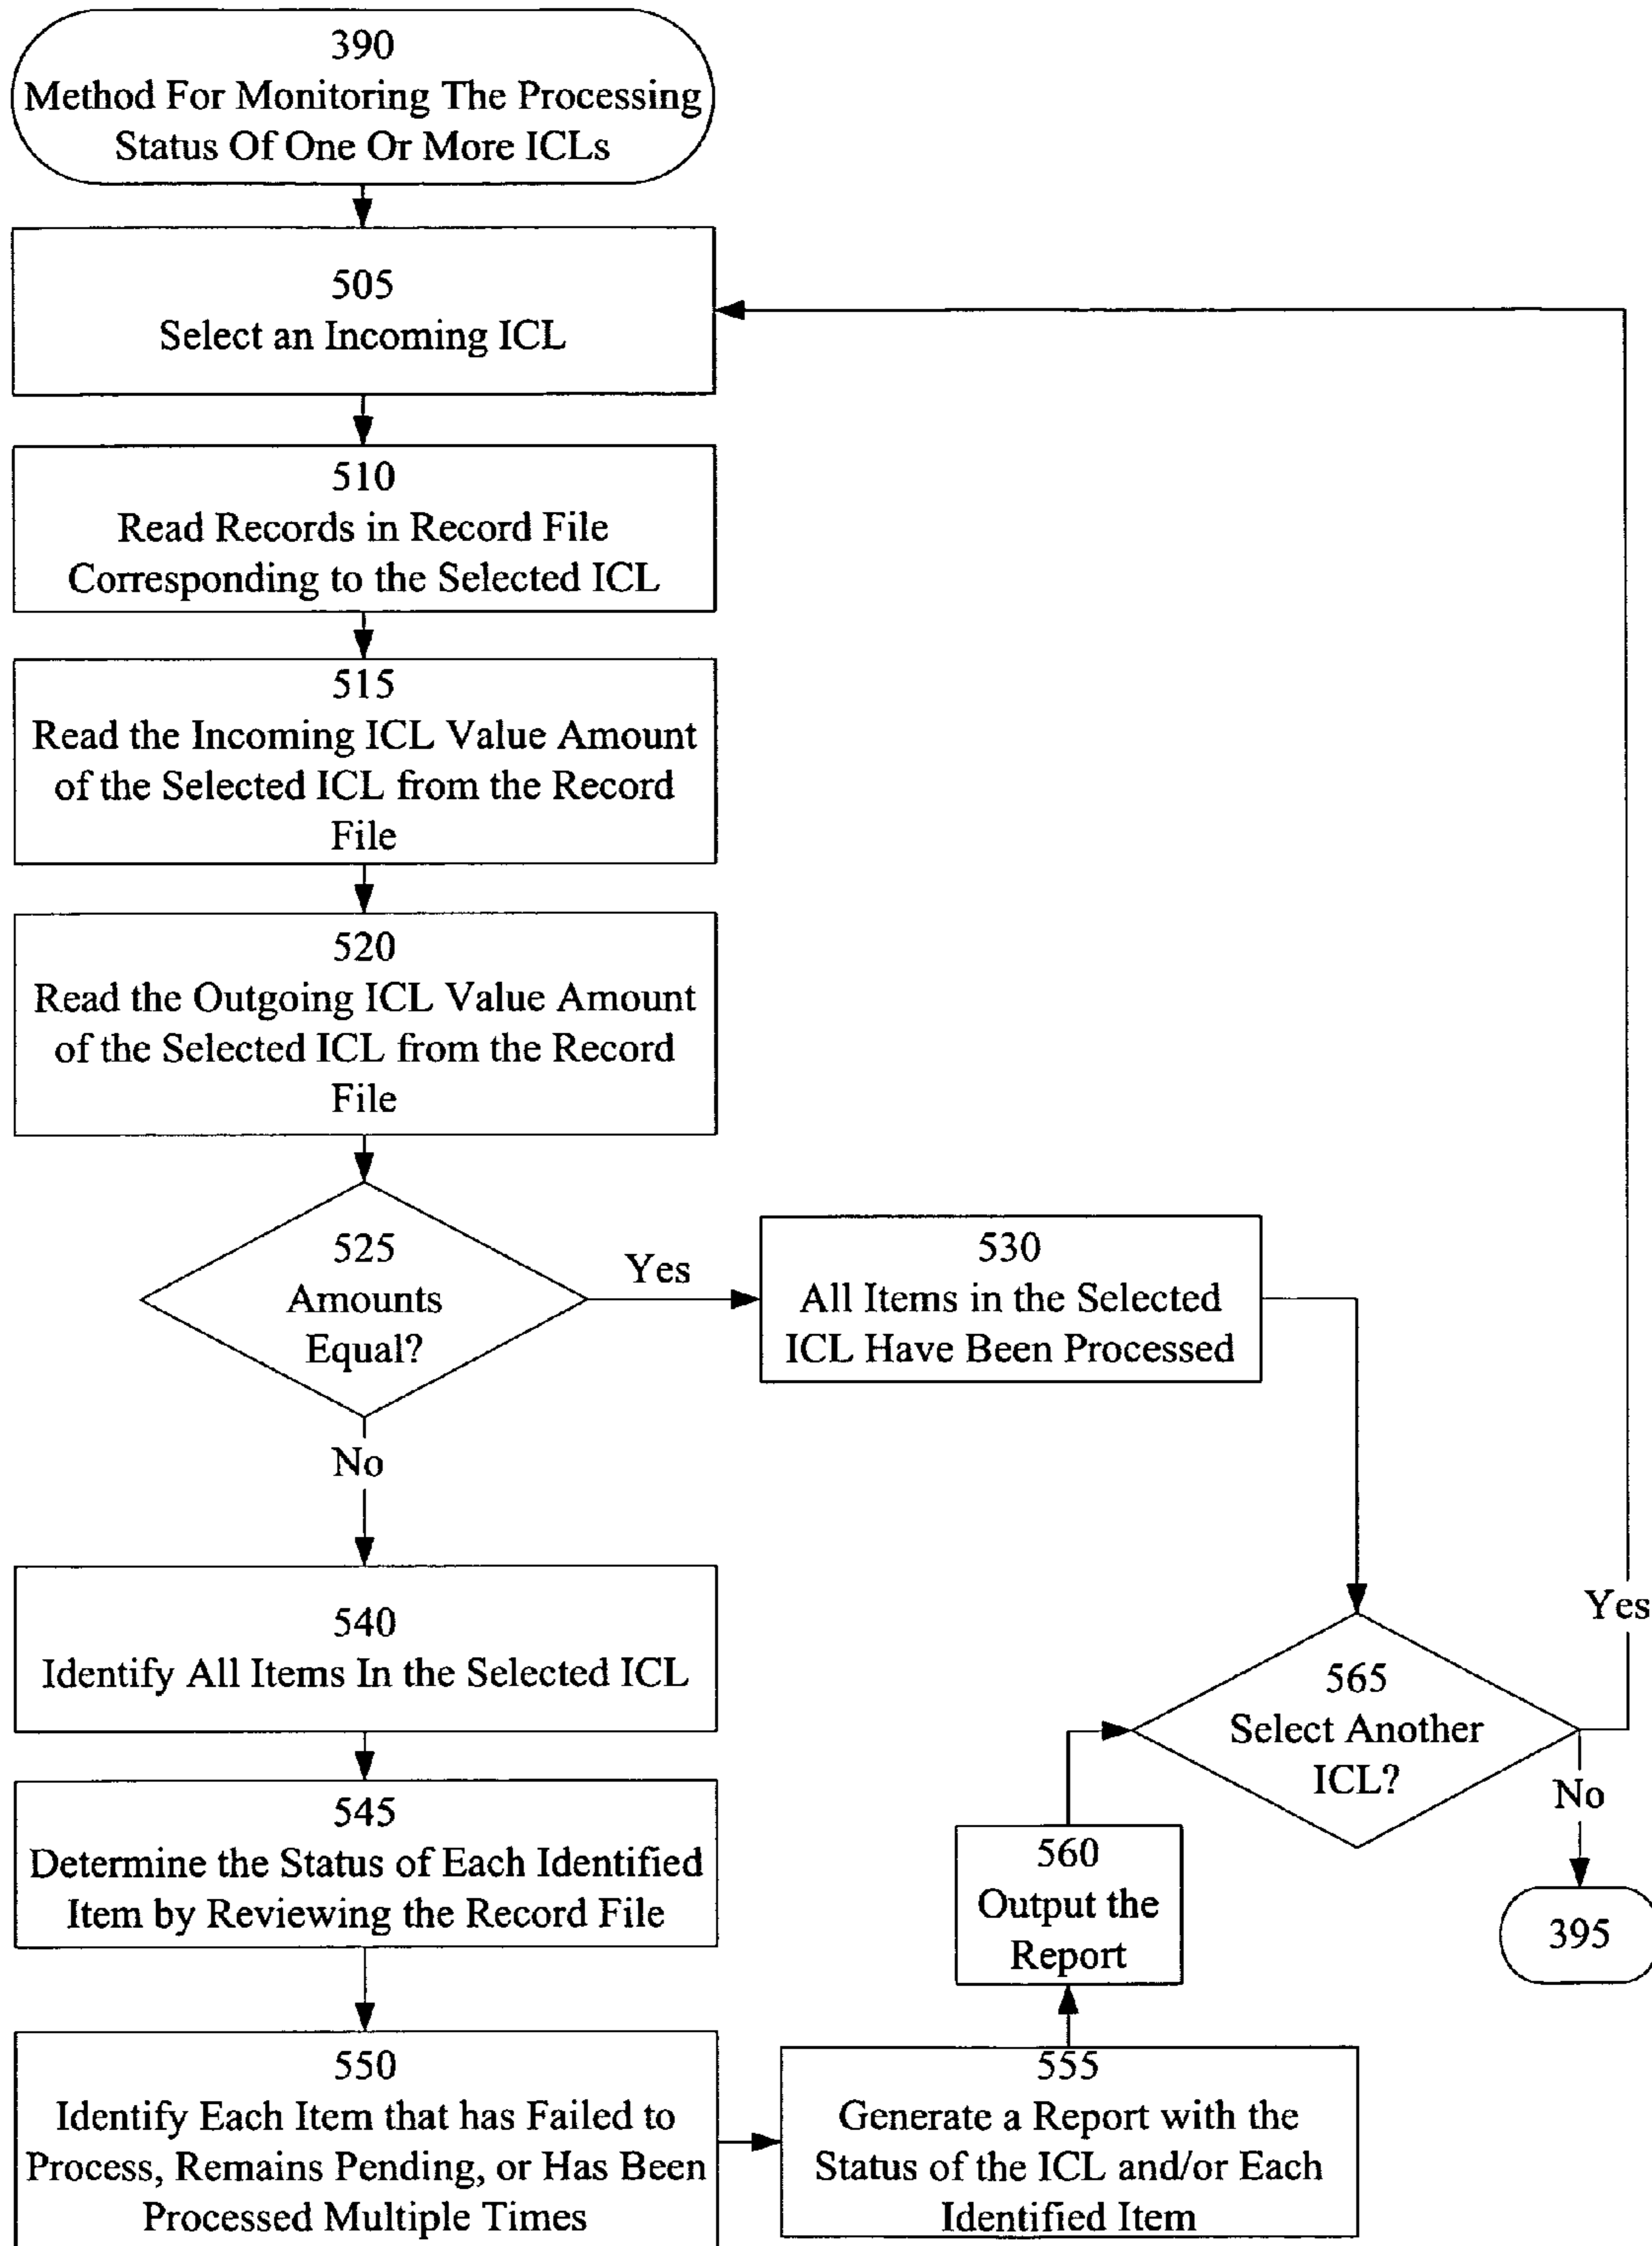 390
Method For Monitoring The Processing
Status Of One Or More ICLs
505
Select an Incoming ICL
510
Read Records in Record File
Corresponding to the Selected ICL
515
Read the Incoming ICL Value Amount
of the Selected ICL from the Record
File
520
Read the Outgoing ICL Value Amount
of the Selected ICL from the Record
File
525
Amounts
Equal?
Yes
530
All Items in the Selected
ICL Have Been Processed
No
540
Identify All Items In the Selected ICL
545
Determine the Status of Each Identified
Item by Reviewing the Record File
550
Identify Each Item that has Failed to
Process, Remains Pending, or Has Been
Processed Multiple Times
555
Generate a Report with the
Status of the ICL and/or Each
Identified Item
560
Output the
Report
565
Select Another
ICL?
Yes
No
395